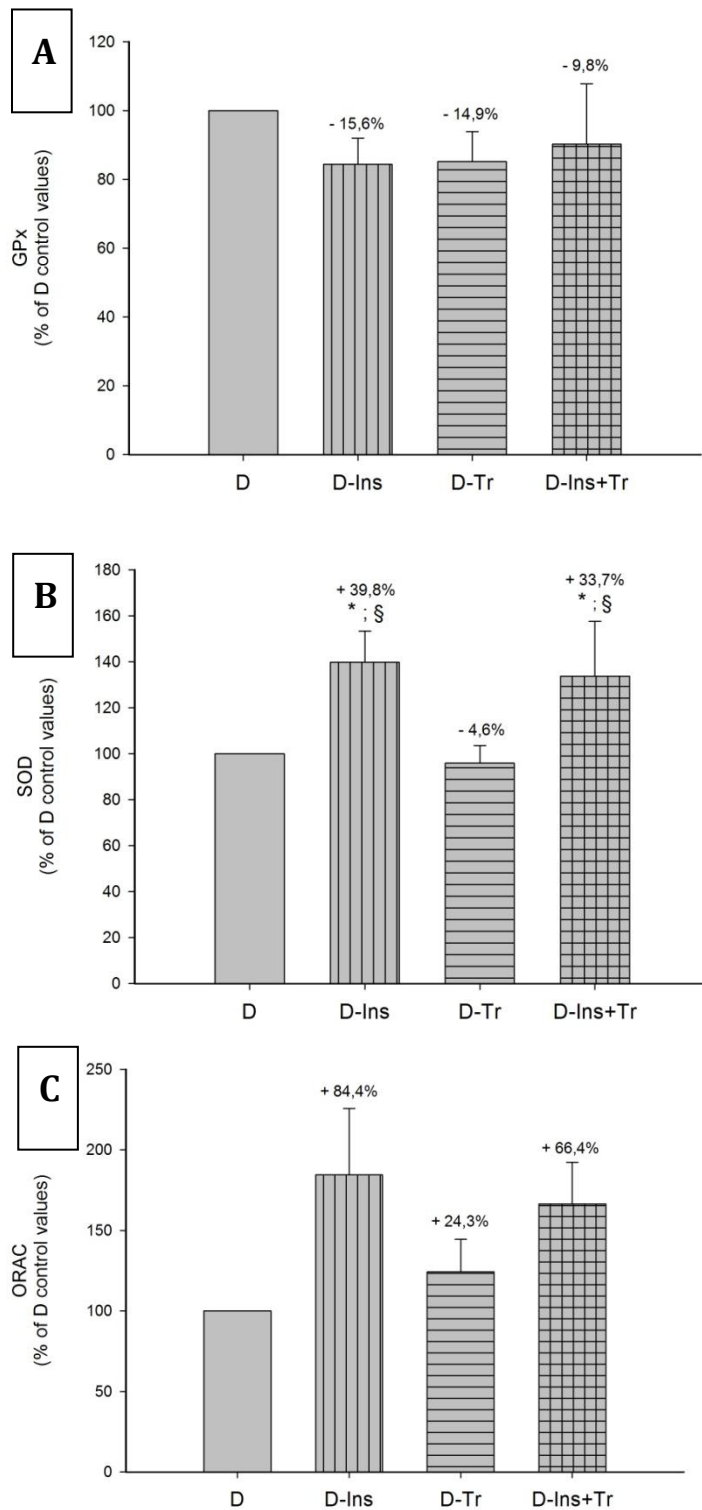 A
GPx
(% of D control values)
120
100
80
60
40
20
0
- 15,6%
- 14,9%
- 9,8%
D
D-Ins
D-Tr
D-Ins+Tr
B
SOD
(% of D control values)
180
160
140
120
100
80
60
40
20
0
+ 39,8%
* ; §
- 4,6%
+ 33,7%
* ; §
D
D-Ins
D-Tr
D-Ins+Tr
C
ORAC
(% of D control values)
250
200
150
100
50
0
+ 84,4%
+ 24,3%
+ 66,4%
D
D-Ins
D-Tr
D-Ins+Tr